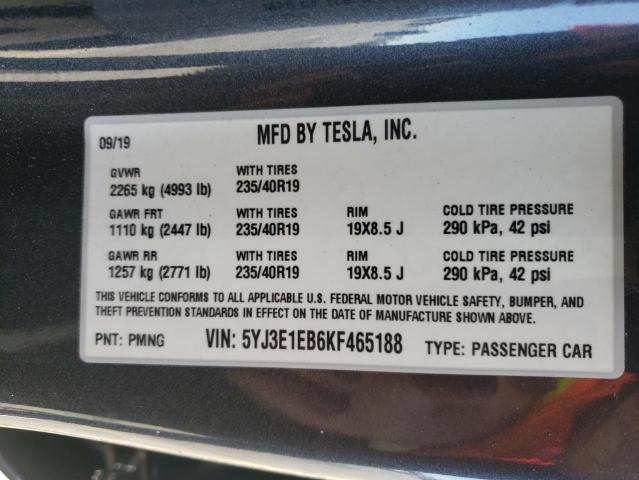 09/19 MFD BY TESLA, INC.
GVWR WITH TIRES
2265 kg (4993 lb) 235/40R19
GAWR FRT WITH TIRES RIM COLD TIRE PRESSURE
1110 kg (2447 lb) 235/40R19 19X8.5 J 290 kPa, 42 psi
GAWR RR WITH TIRES RIM COLD TIRE PRESSURE
1257 kg (2771 lb) 235/40R19 19X8.5 J 290 kPa, 42 psi
THIS VEHICLE CONFORMS TO ALL APPLICABLE U.S. FEDERAL MOTOR VEHICLE SAFETY, BUMPER, AND
THEFT PREVENTION STANDARDS IN EFFECT ON THE DATE OF MANUFACTURE SHOWN ABOVE.
PNT: PMNG VIN: 5YJ3E1EB6KF465188 TYPE: PASSENGER CAR